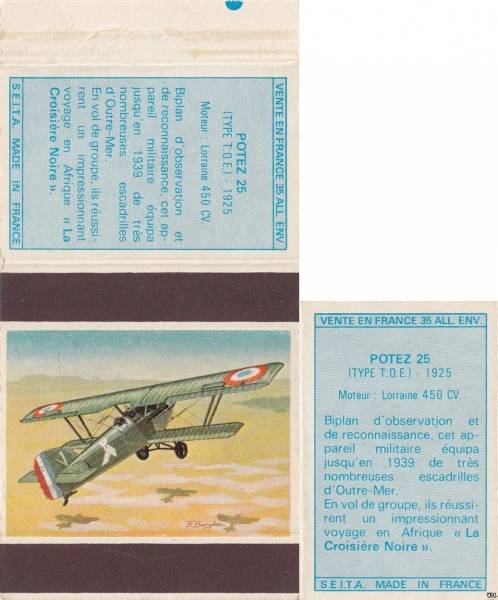 VENTE EN FRANCE 35 ALL. ENV.
POTEZ 25
(TYPE T.O.E.) - 1925
Moteur : Lorraine 450 CV.
Biplan d'observation et
de reconnaissance, cet ap-
pareil militaire équipa
jusqu'en 1939 de très
nombreuses escadrilles
d'Outre-Mer.
En vol de groupe, ils réussi-
rent un impressionnant
voyage en Afrique « La
Croisière Noire ».
S.E.I.T.A. MADE IN FRANCE
X
VENTE EN FRANCE 35 ALL. ENV.
POTEZ 25
(TYPE T.O.E.) - 1925
Moteur : Lorraine 450 CV.
Biplan d'observation et
de reconnaissance, cet ap-
pareil militaire équipa
jusqu'en 1939 de très
nombreuses escadrilles
d'Outre-Mer.
En vol de groupe, ils réussi-
rent un impressionnant
voyage en Afrique « La
Croisière Noire ».
S.E.I.T.A. MADE IN FRANCE